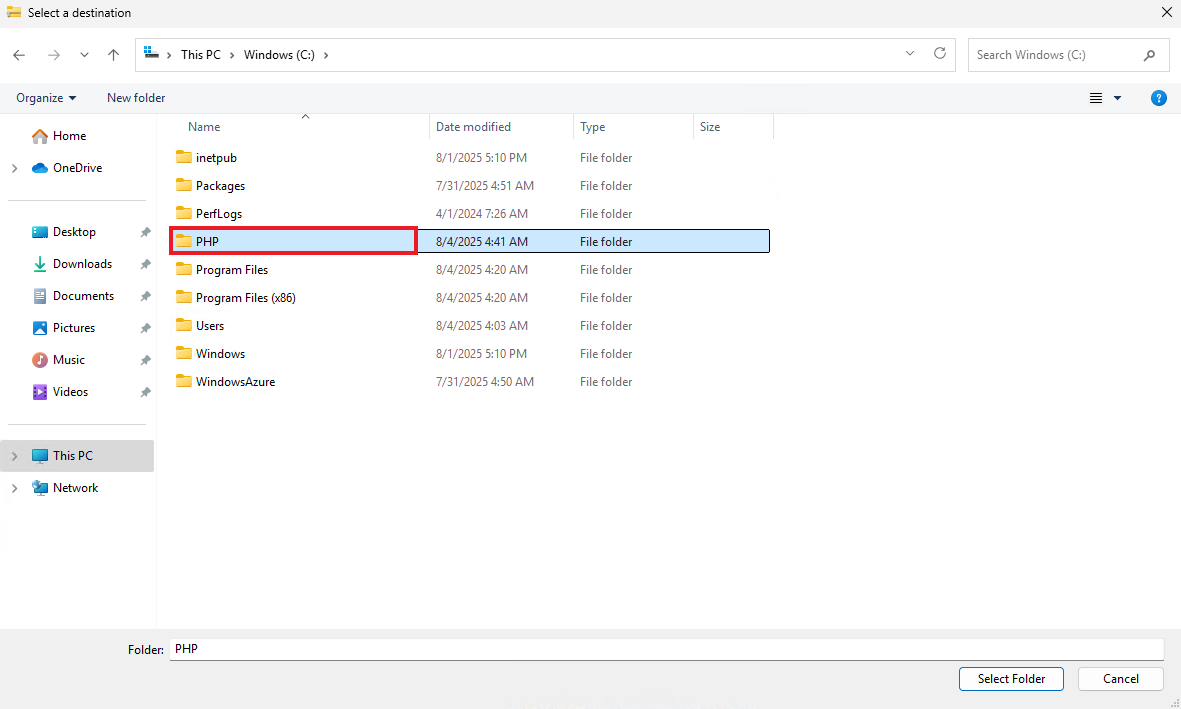 Select a destination
This PC > Windows (C:) >
Search Windows (C:)
Organize
New folder
?
Name
Date modified
Type
Size
Home
OneDrive
Desktop
Downloads
Documents
Pictures
Music
Videos
This PC
Network
inetpub 8/1/2025 5:10 PM File folder
Packages 7/31/2025 4:51 AM File folder
PerfLogs 4/1/2024 7:26 AM File folder
PHP 8/4/2025 4:41 AM File folder
Program Files 8/4/2025 4:20 AM File folder
Program Files (x86) 8/4/2025 4:20 AM File folder
Users 8/4/2025 4:03 AM File folder
Windows 8/1/2025 5:10 PM File folder
WindowsAzure 7/31/2025 4:50 AM File folder
Folder: PHP
Select Folder
Cancel